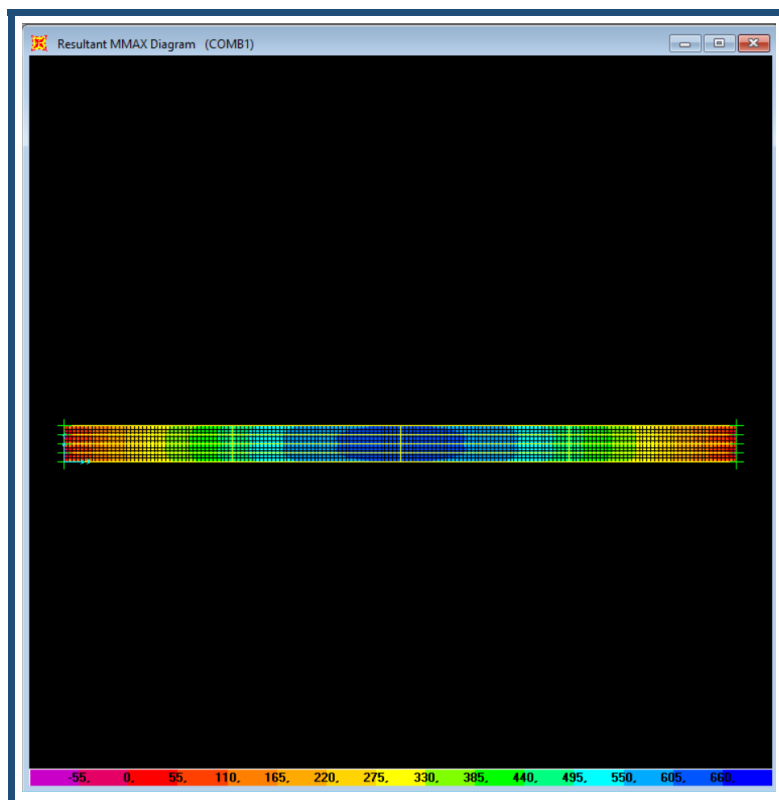 Resultant MMAX Diagram (COMB1)
-55, 0, 55, 110, 165, 220, 275, 330, 385, 440, 495, 550, 605, 660,